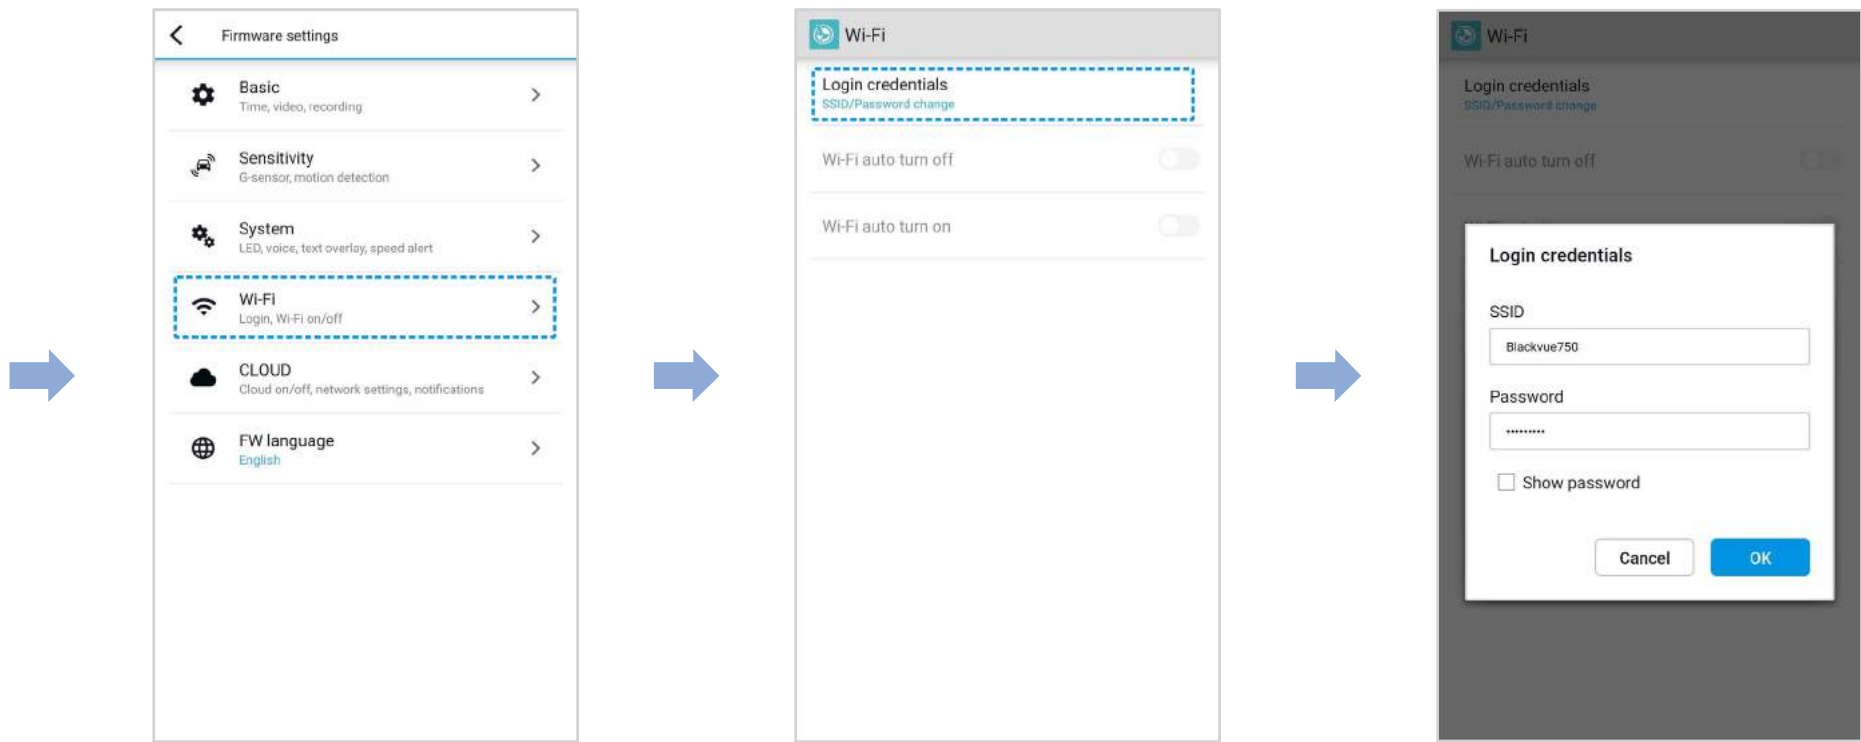 Firmware settings
Basic
Time, video, recording
Sensitivity
G-sensor, motion detection
System
LED, voice, text overlay, speed alert
Wi-Fi
Login, Wi-Fi on/off
CLOUD
Cloud on/off, network settings, notifications
FW language
English
Wi-Fi
Login credentials
SSID/Password change
Wi-Fi auto turn off
Wi-Fi auto turn on
Wi-Fi
Login credentials
SSID/Password change
Wi-Fi auto turn off
Login credentials
SSID
Blackvue750
Password
•••••••••
Show password
Cancel
OK